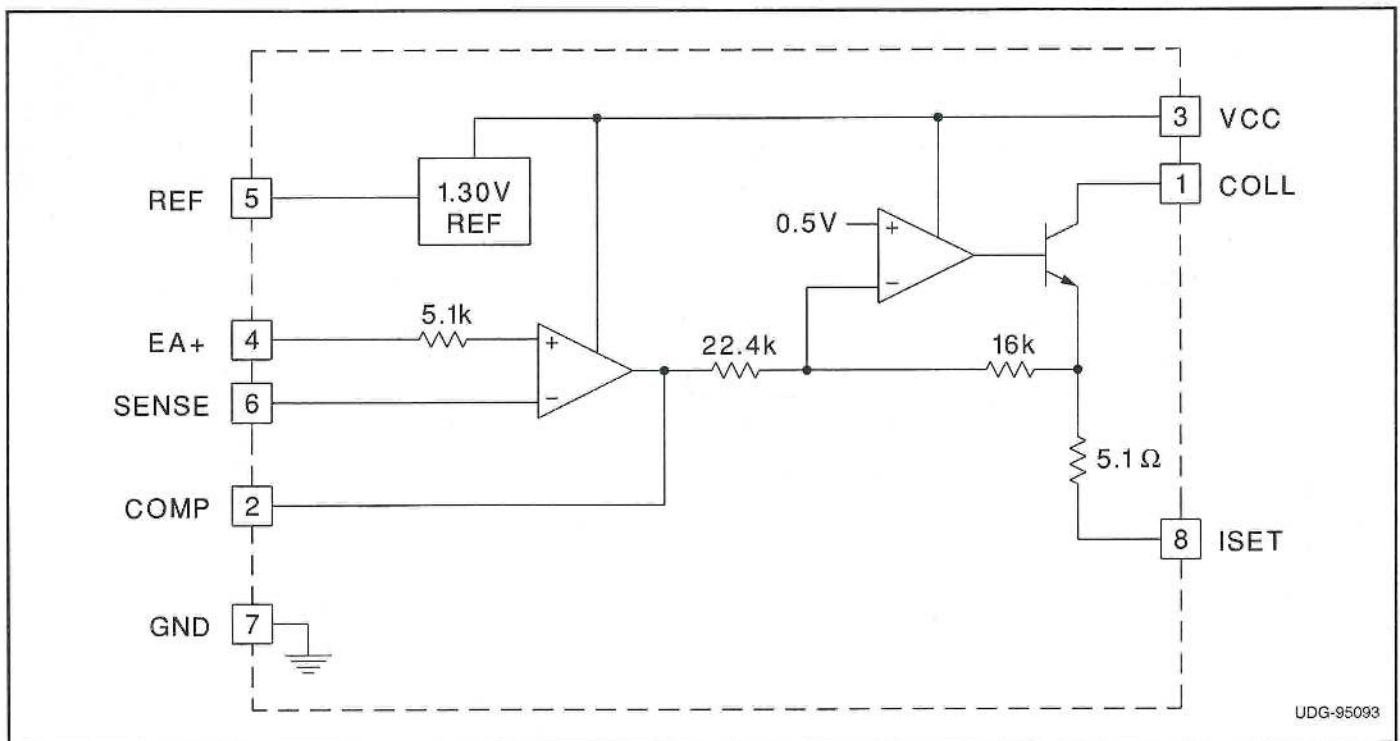 3 VCC
1 COLL
REF 5
1.30V
REF
0.5V
+
−
EA+ 4
5.1k
+
−
22.4k
16k
SENSE 6
5.1 Ω
COMP 2
8 ISET
GND 7
UDG-95093